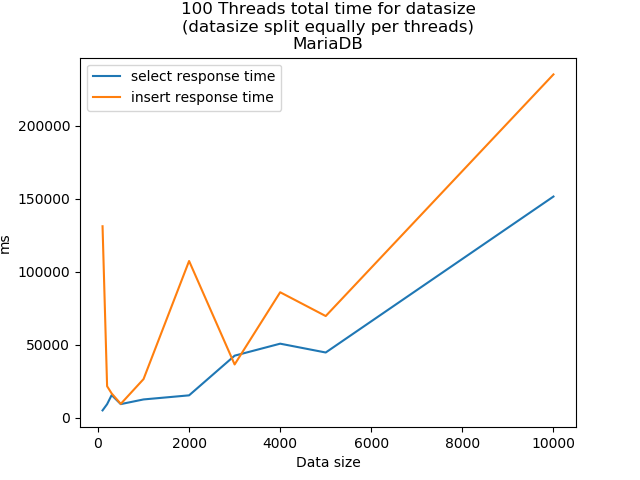 100 Threads total time for datasize
(datasize split equally per threads)
MariaDB
select response time
insert response time
200000
150000
100000
50000
0
ms
0 2000 4000 6000 8000 10000
Data size